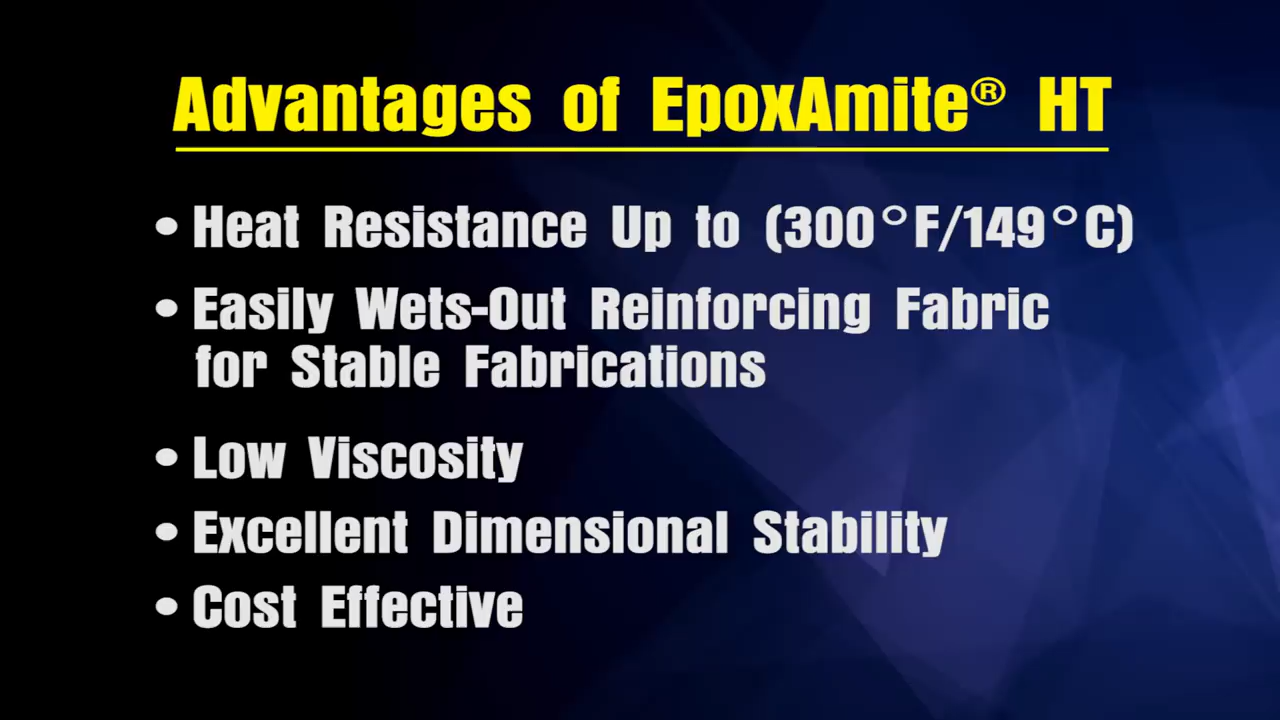 Advantages of EpoxAmite® HT
• Heat Resistance Up to (300°F/149°C)
• Easily Wets-Out Reinforcing Fabric
for Stable Fabrications
• Low Viscosity
• Excellent Dimensional Stability
• Cost Effective